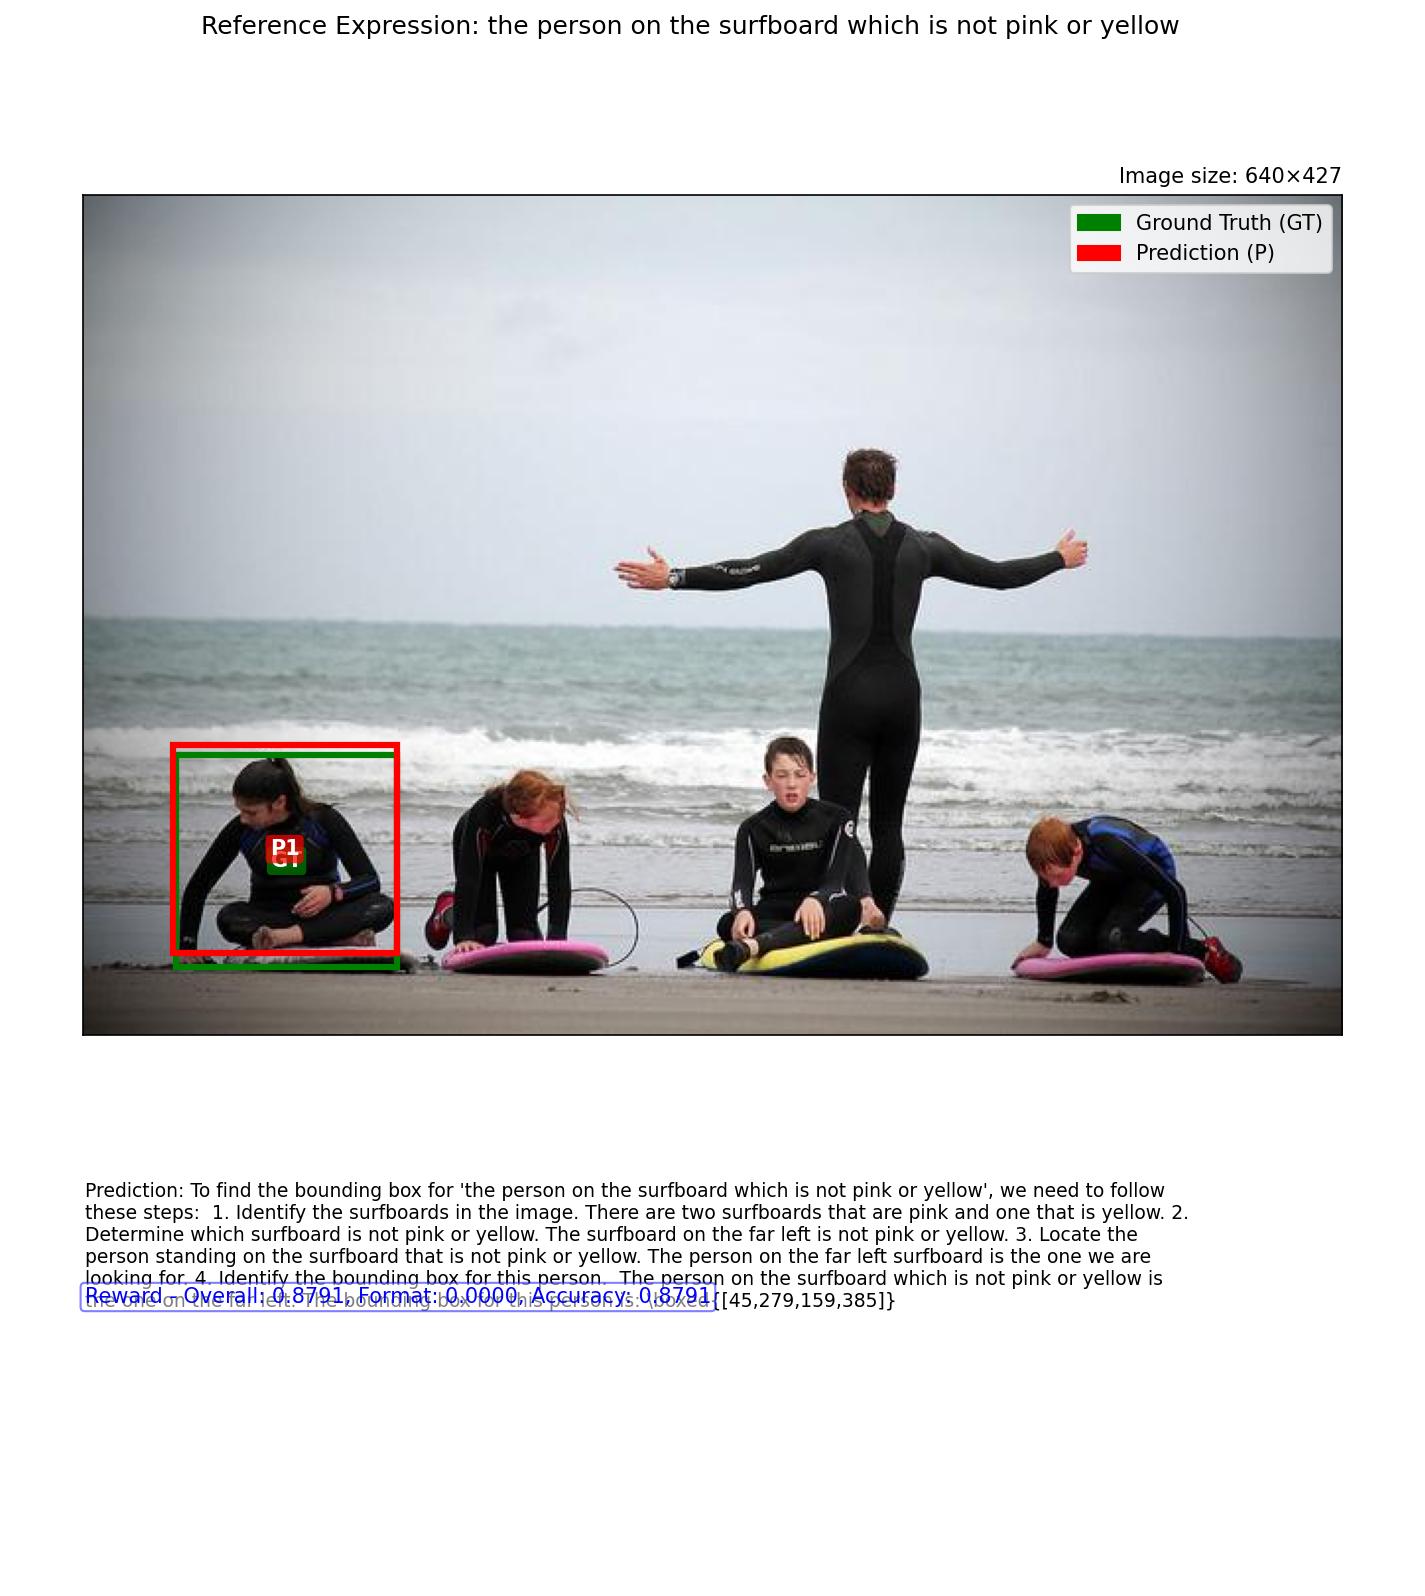 Reference Expression: the person on the surfboard which is not pink or yellow
Image size: 640×427
Ground Truth (GT)
Prediction (P)
P1
GT
Prediction: To find the bounding box for 'the person on the surfboard which is not pink or yellow', we need to follow
these steps:  1. Identify the surfboards in the image. There are two surfboards that are pink and one that is yellow. 2.
Determine which surfboard is not pink or yellow. The surfboard on the far left is not pink or yellow. 3. Locate the
person standing on the surfboard that is not pink or yellow. The person on the far left surfboard is the one we are
looking for. 4. Identify the bounding box for this person.  The person on the surfboard which is not pink or yellow is
the one on the far left. The bounding box for this person is: \boxed{[45,279,159,385]}
Reward - Overall: 0.8791, Format: 0.0000, Accuracy: 0.8791